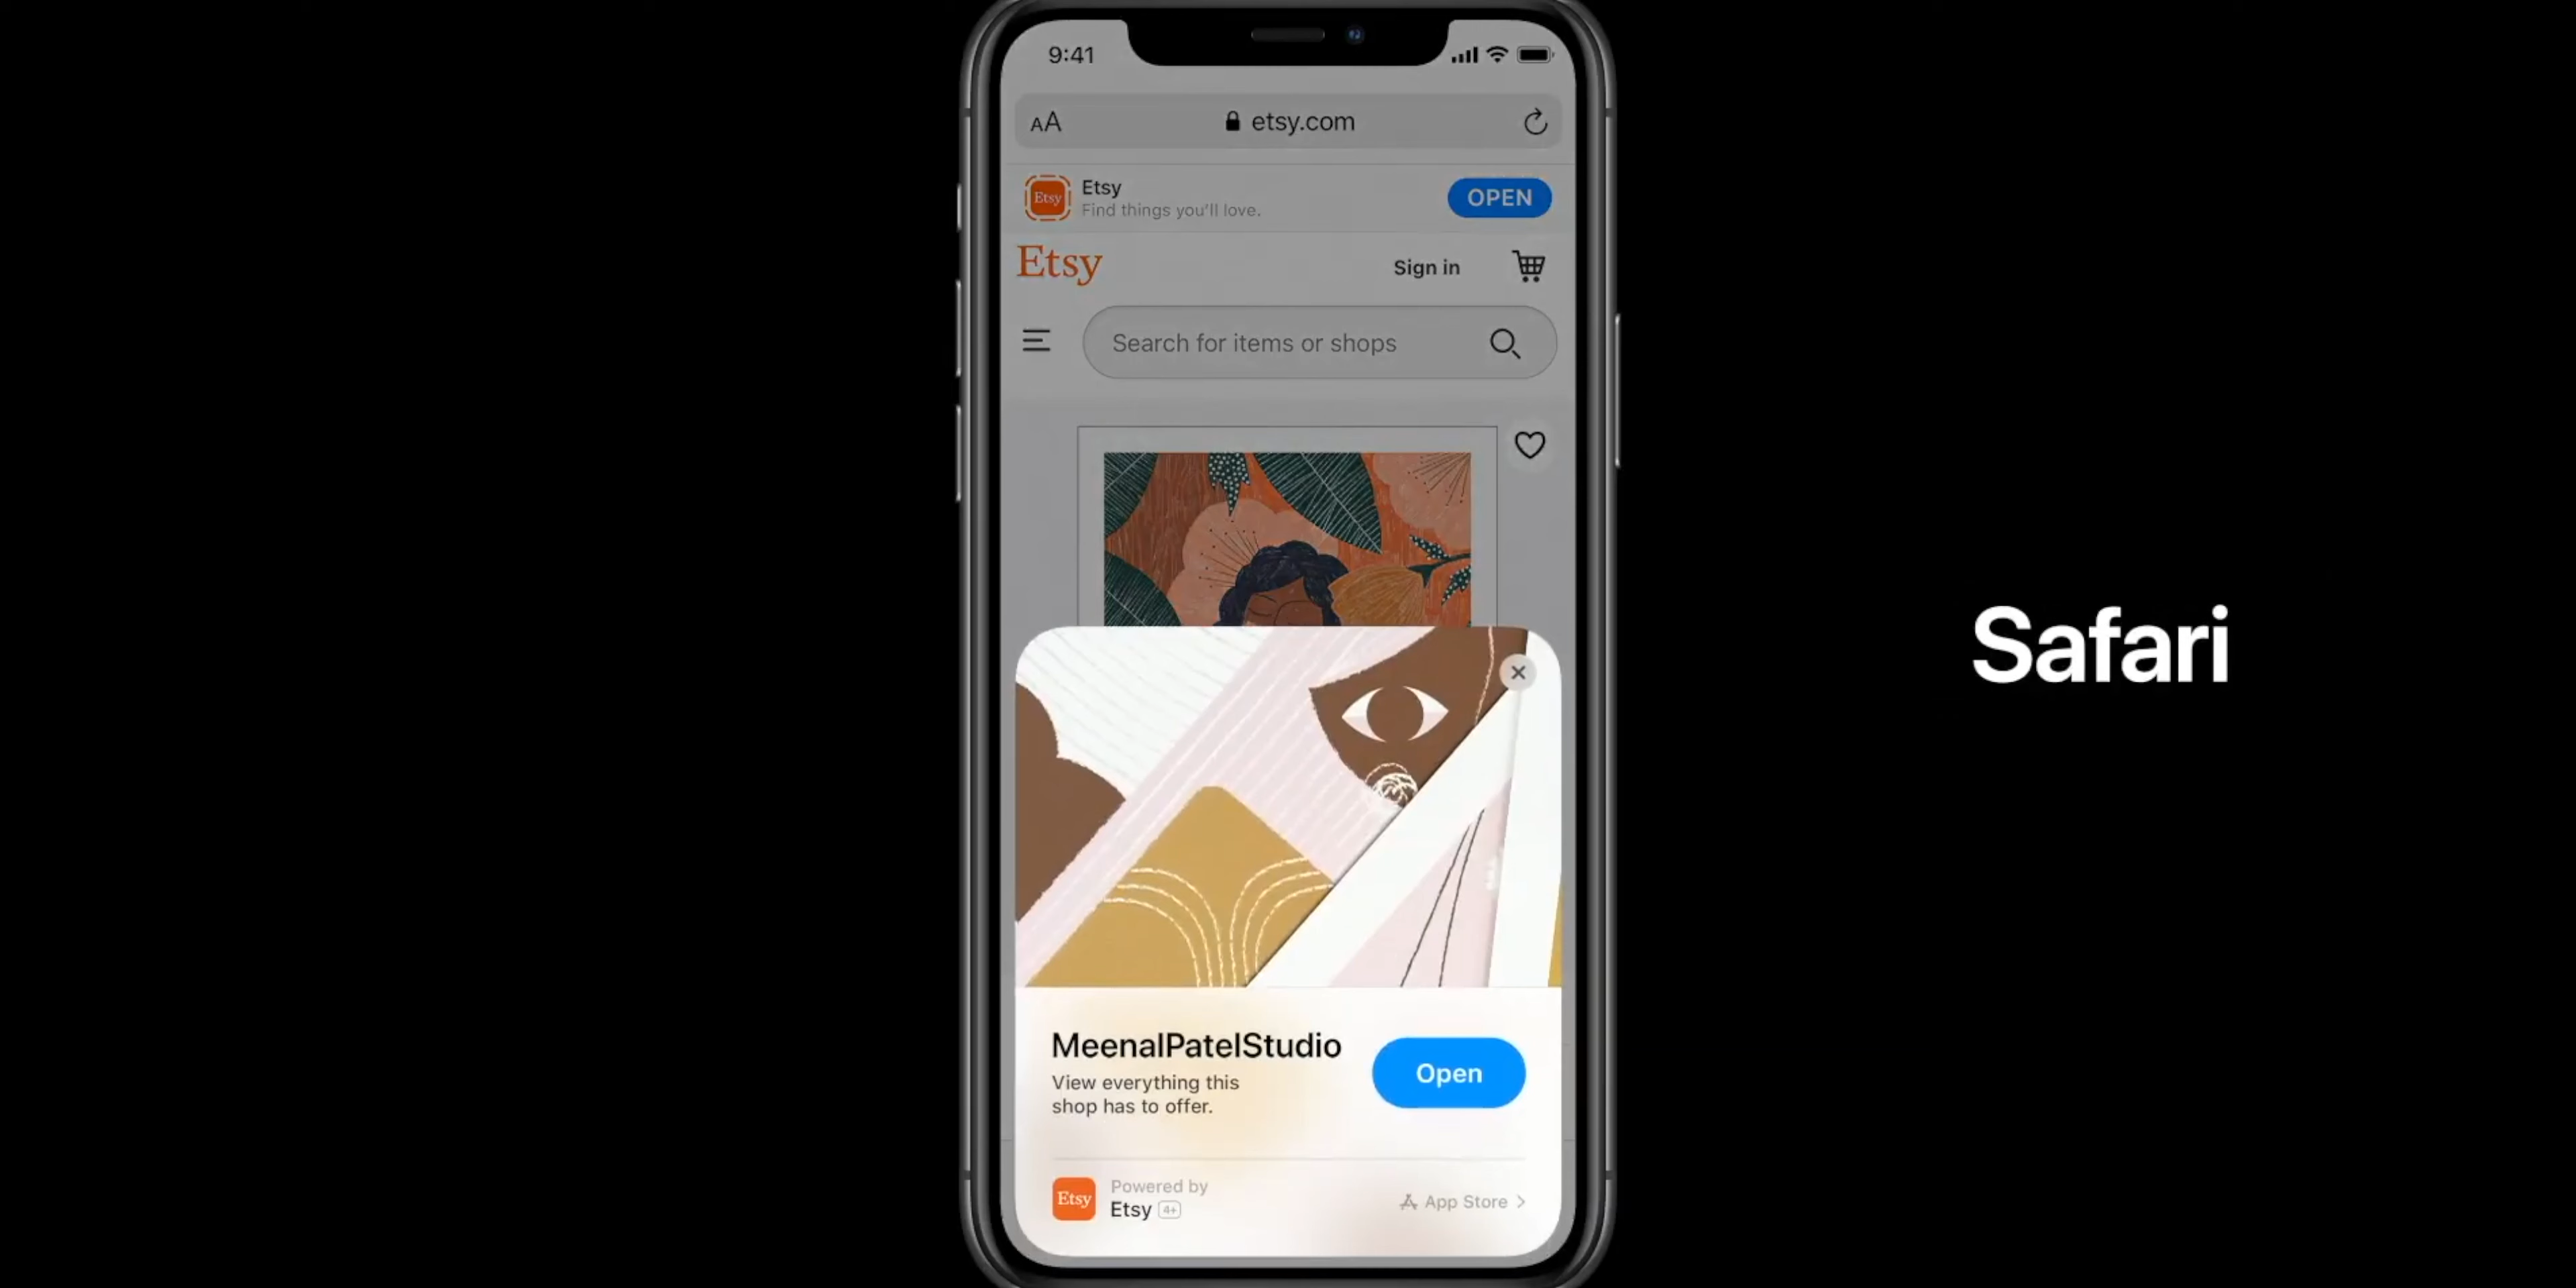 9:41
AA
etsy.com
Etsy
Etsy
Find things you'll love.
OPEN
Etsy
Sign in
Search for items or shops
Safari
MeenalPatelStudio
View everything this
shop has to offer.
Open
Etsy
Powered by
Etsy 4+
App Store